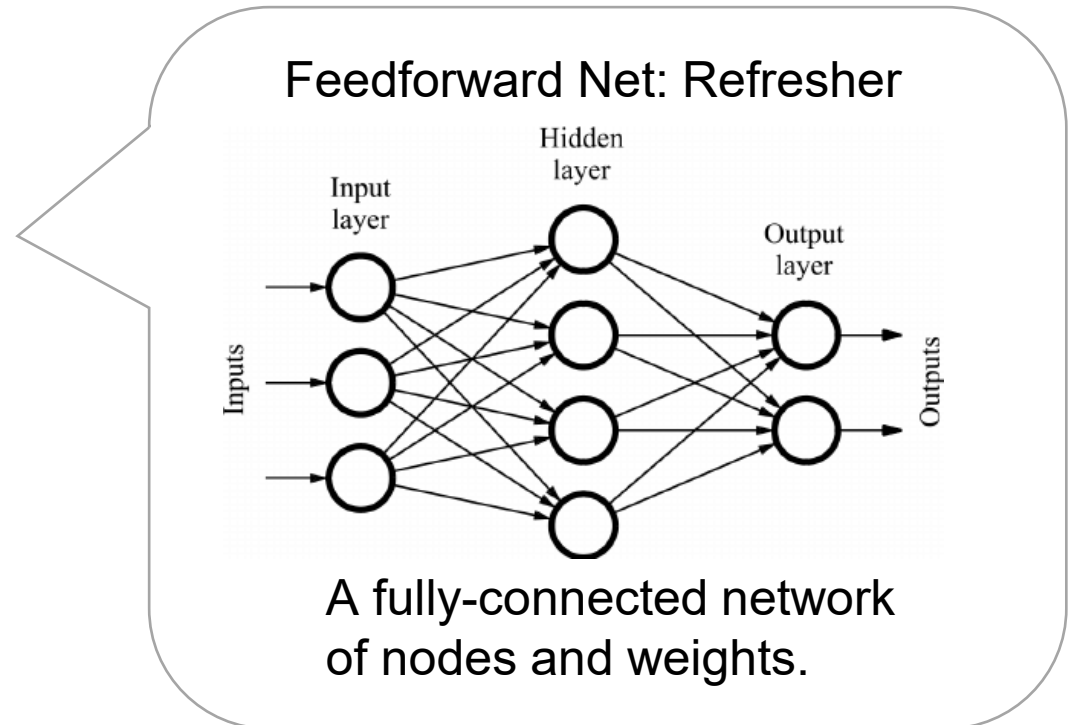 Feedforward Net: Refresher
Hidden
layer
Input
layer
Output
layer
Inputs
Outputs
A fully-connected network
of nodes and weights.